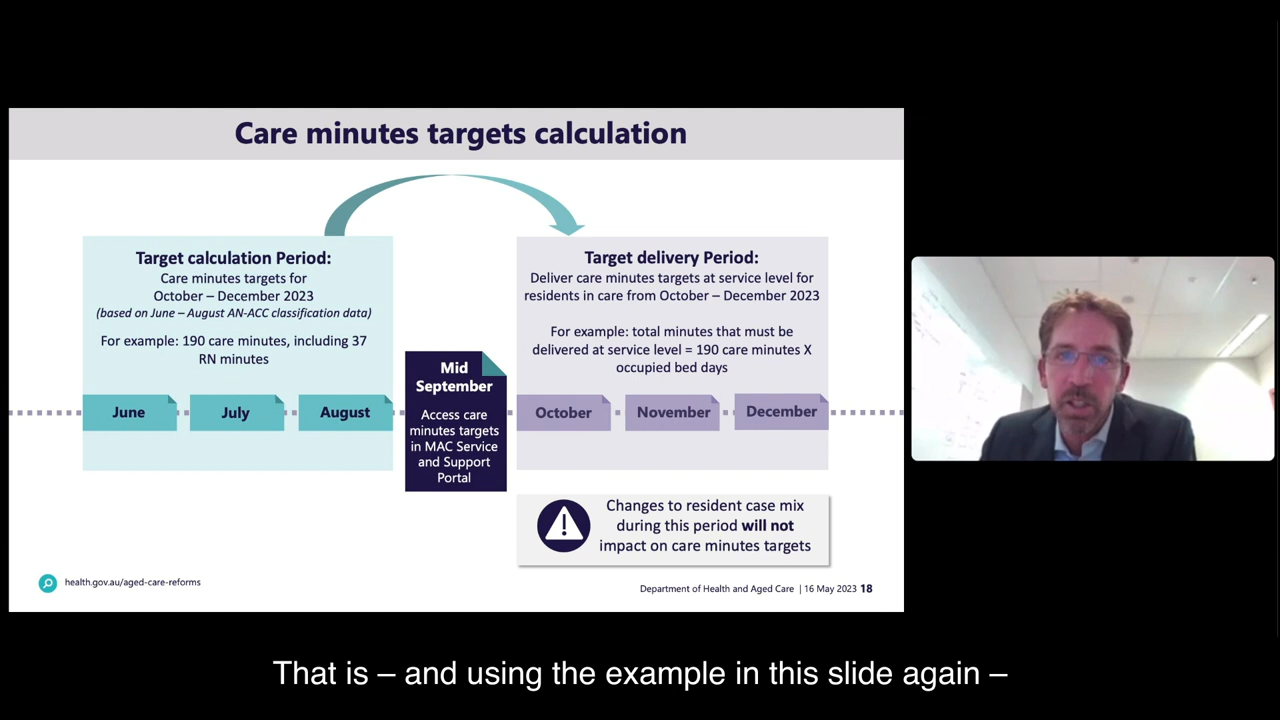 Care minutes targets calculation
Target calculation Period:
Care minutes targets for
October – December 2023
(based on June – August AN-ACC classification data)
For example: 190 care minutes, including 37
RN minutes
June
July
August
Mid
September
Access care
minutes targets
in MAC Service
and Support
Portal
Target delivery Period:
Deliver care minutes targets at service level for
residents in care from October – December 2023
For example: total minutes that must be
delivered at service level = 190 care minutes X
occupied bed days
October
November
December
Changes to resident case mix
during this period will not
impact on care minutes targets
health.gov.au/aged-care-reforms
Department of Health and Aged Care | 16 May 2023 18
That is – and using the example in this slide again –